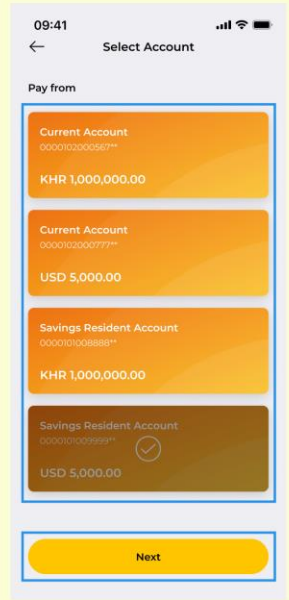 09:41
Select Account
Pay from
Current Account
0000102000567**
KHR 1,000,000.00
Current Account
0000102000777**
USD 5,000.00
Savings Resident Account
0000101008888**
KHR 1,000,000.00
Savings Resident Account
0000101009999**
USD 5,000.00
Next